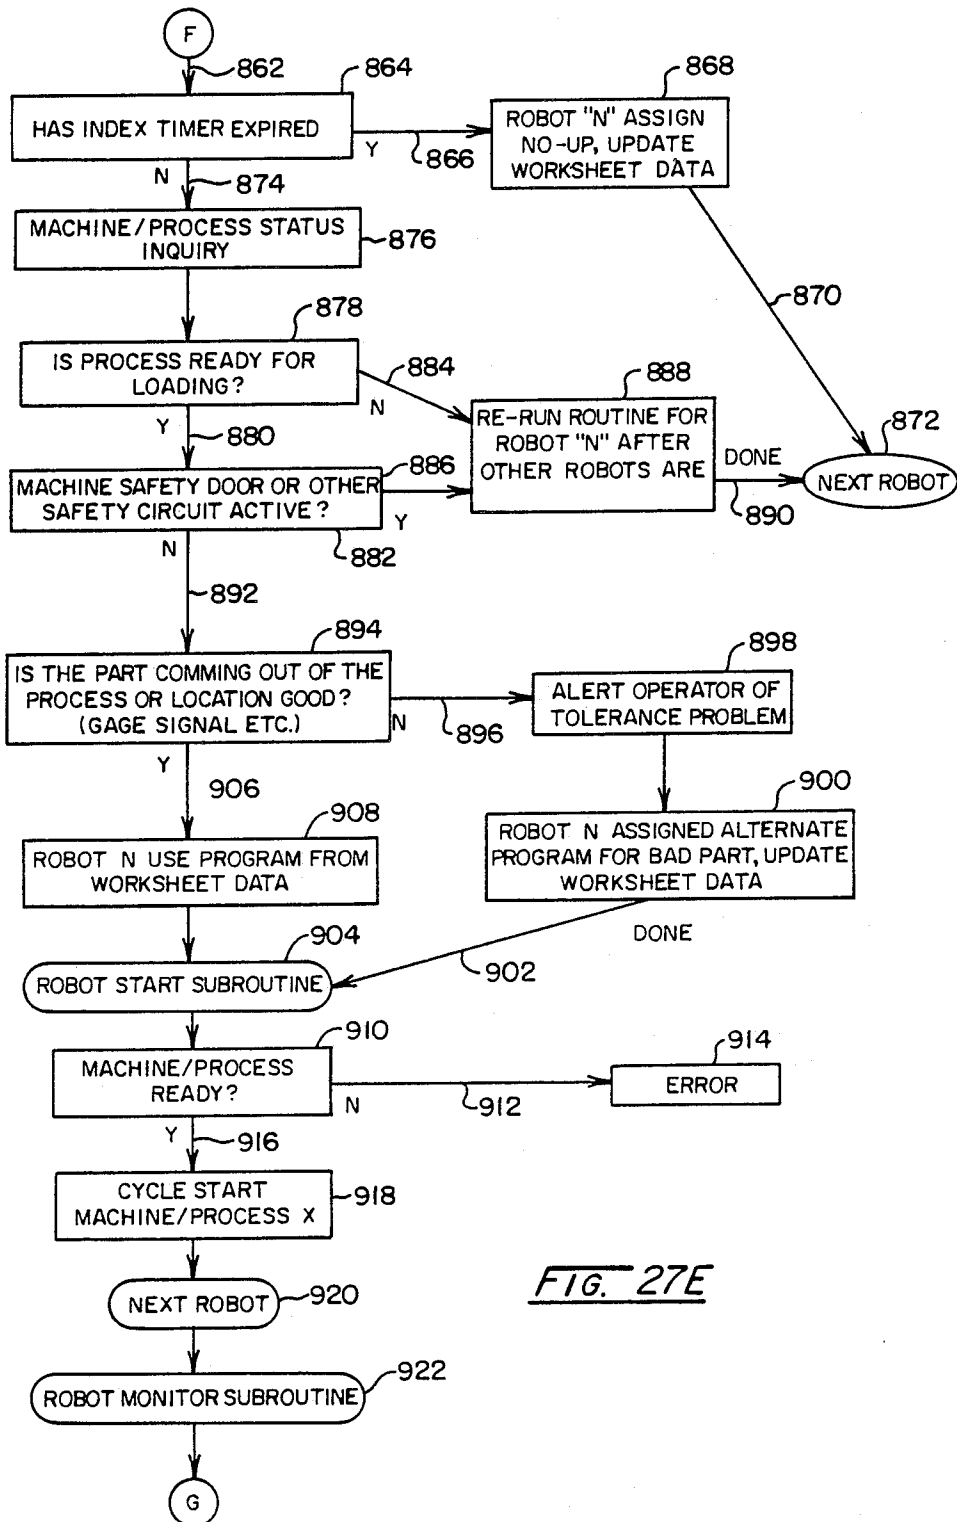 F
862
864
868
HAS INDEX TIMER EXPIRED
Y
866
ROBOT "N" ASSIGN
NO-UP, UPDATE
WORKSHEET DATA
N
874
MACHINE/PROCESS STATUS
INQUIRY
876
870
878
IS PROCESS READY FOR
LOADING?
884
N
888
RE-RUN ROUTINE FOR
ROBOT "N" AFTER
OTHER ROBOTS ARE
872
Y
880
886
DONE
NEXT ROBOT
890
MACHINE SAFETY DOOR OR OTHER
SAFETY CIRCUIT ACTIVE?
Y
N
882
892
894
898
IS THE PART COMMING OUT OF THE
PROCESS OR LOCATION GOOD?
(GAGE SIGNAL ETC.)
N
896
ALERT OPERATOR OF
TOLERANCE PROBLEM
Y
906
900
908
ROBOT N ASSIGNED ALTERNATE
PROGRAM FOR BAD PART, UPDATE
WORKSHEET DATA
ROBOT N USE PROGRAM FROM
WORKSHEET DATA
904
DONE
902
ROBOT START SUBROUTINE
910
914
MACHINE/PROCESS
READY?
N
912
ERROR
Y
916
CYCLE START
MACHINE/PROCESS X
918
FIG. 27E
NEXT ROBOT
920
ROBOT MONITOR SUBROUTINE
922
G